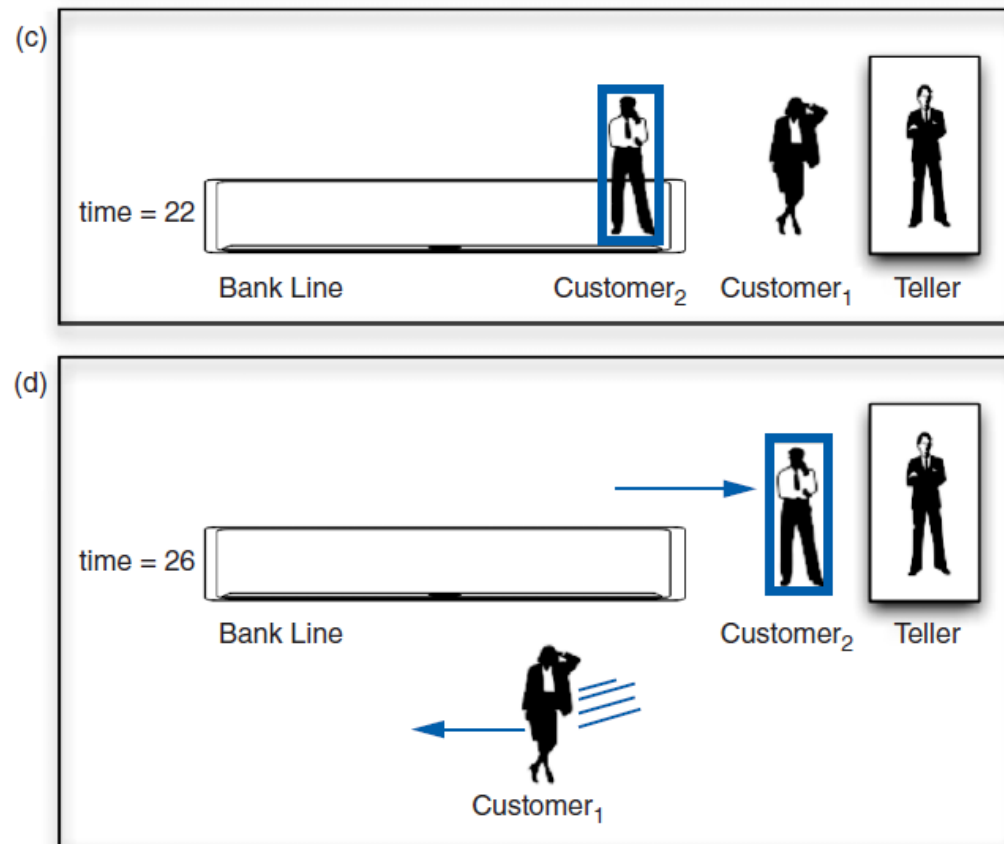 (c)
time = 22
Bank Line Customer₂ Customer₁ Teller
(d)
time = 26
Bank Line Customer₂ Teller
Customer₁